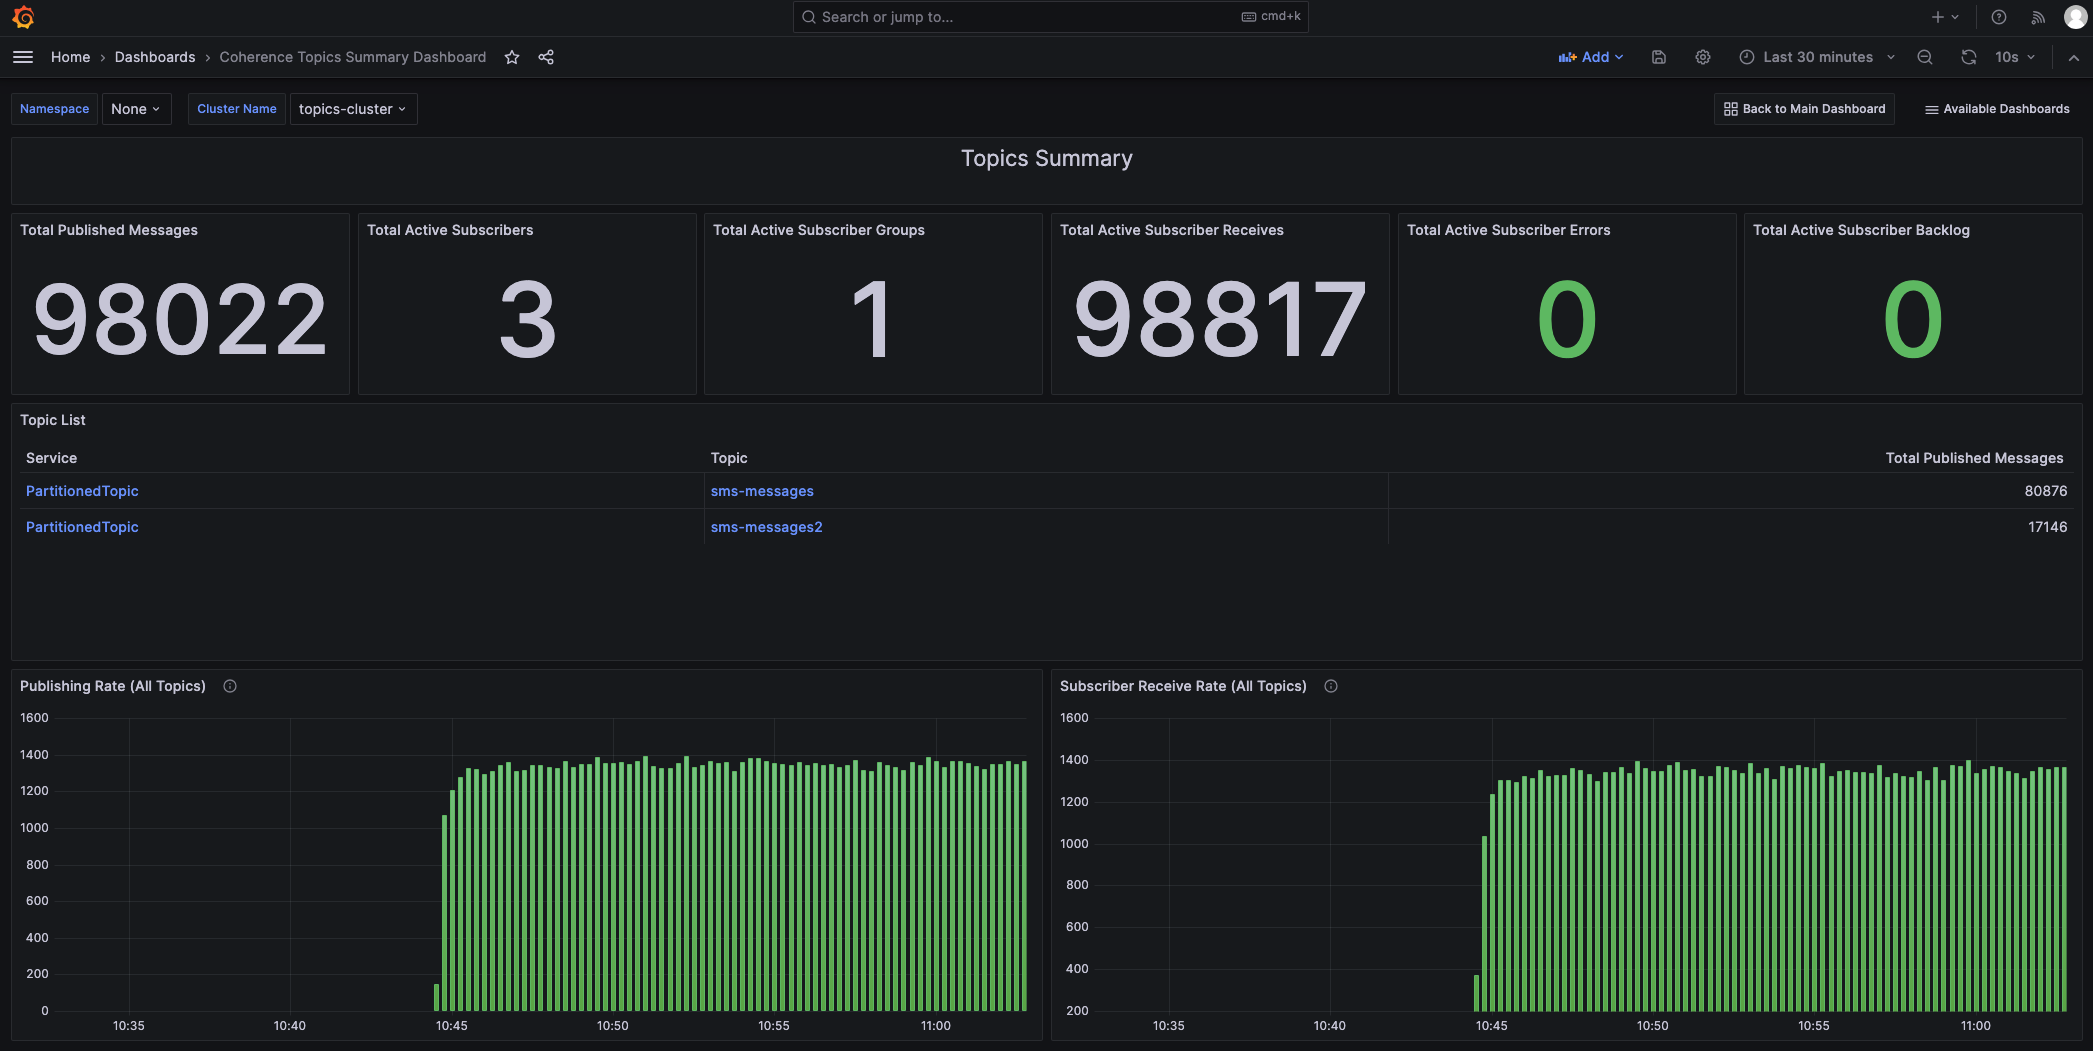 Search or jump to... cmd+k
Home › Dashboards › Coherence Topics Summary Dashboard Add Last 30 minutes 10s
Namespace None Cluster Name topics-cluster Back to Main Dashboard Available Dashboards
Topics Summary
Total Published Messages Total Active Subscribers Total Active Subscriber Groups Total Active Subscriber Receives Total Active Subscriber Errors Total Active Subscriber Backlog
98022 3 1 98817 0 0
Topic List
Service Topic Total Published Messages
PartitionedTopic sms-messages 80876
PartitionedTopic sms-messages2 17146
Publishing Rate (All Topics)
1600
1400
1200
1000
800
600
400
200
0
10:35 10:40 10:45 10:50 10:55 11:00
Subscriber Receive Rate (All Topics)
1600
1400
1200
1000
800
600
400
200
10:35 10:40 10:45 10:50 10:55 11:00